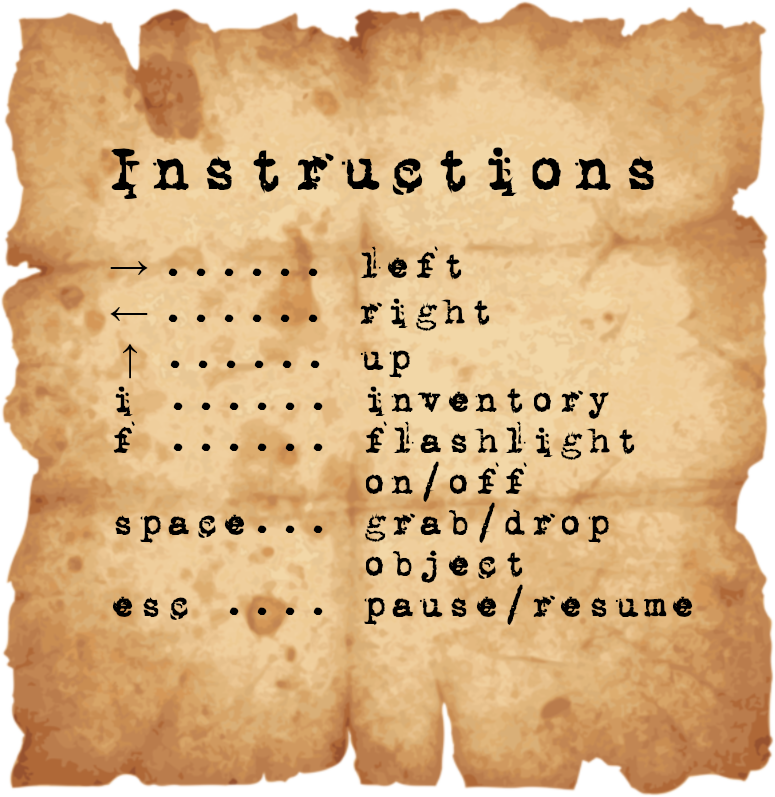 Instructions
→ ...... left
← ...... right
↑ ...... up
i ...... inventory
f ...... flashlight
on/off
space... grab/drop
object
esc .... pause/resume